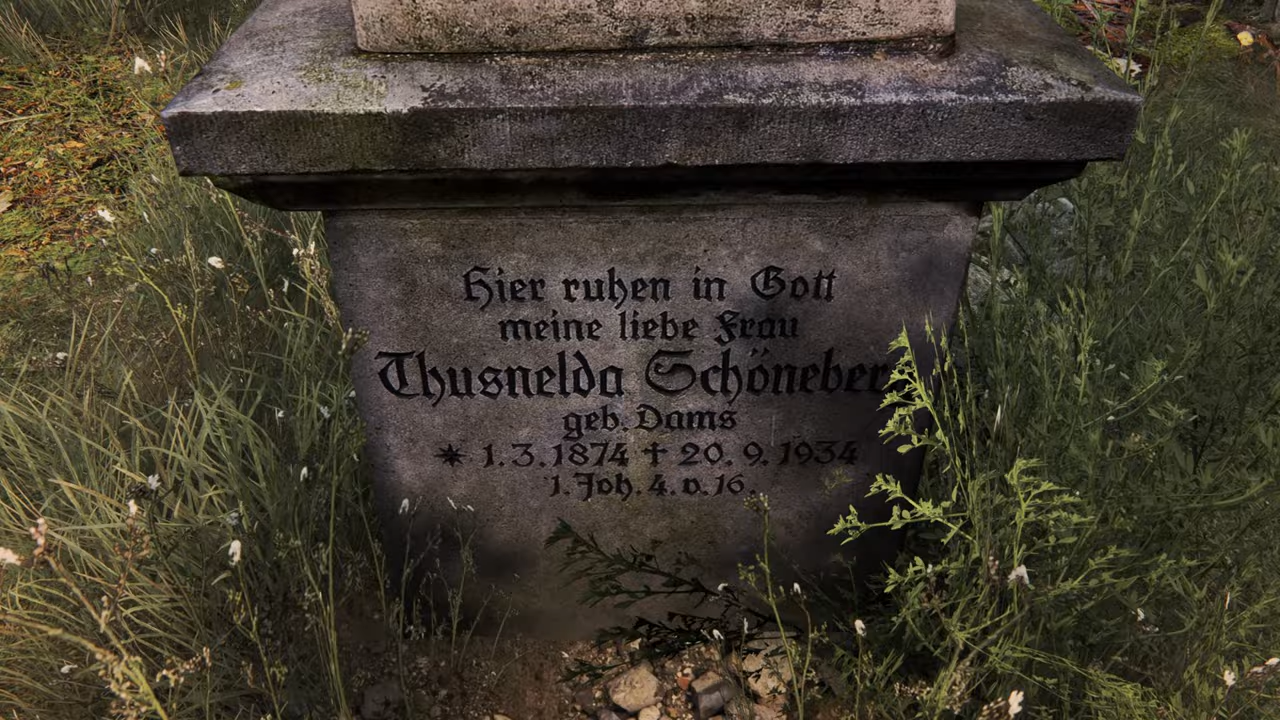 Hier ruhen in Gott
meine liebe Frau
Thusnelda
geb. Dams
* 1.3.1874 † 20.9.1934
1. Joh. 4. v. 16.